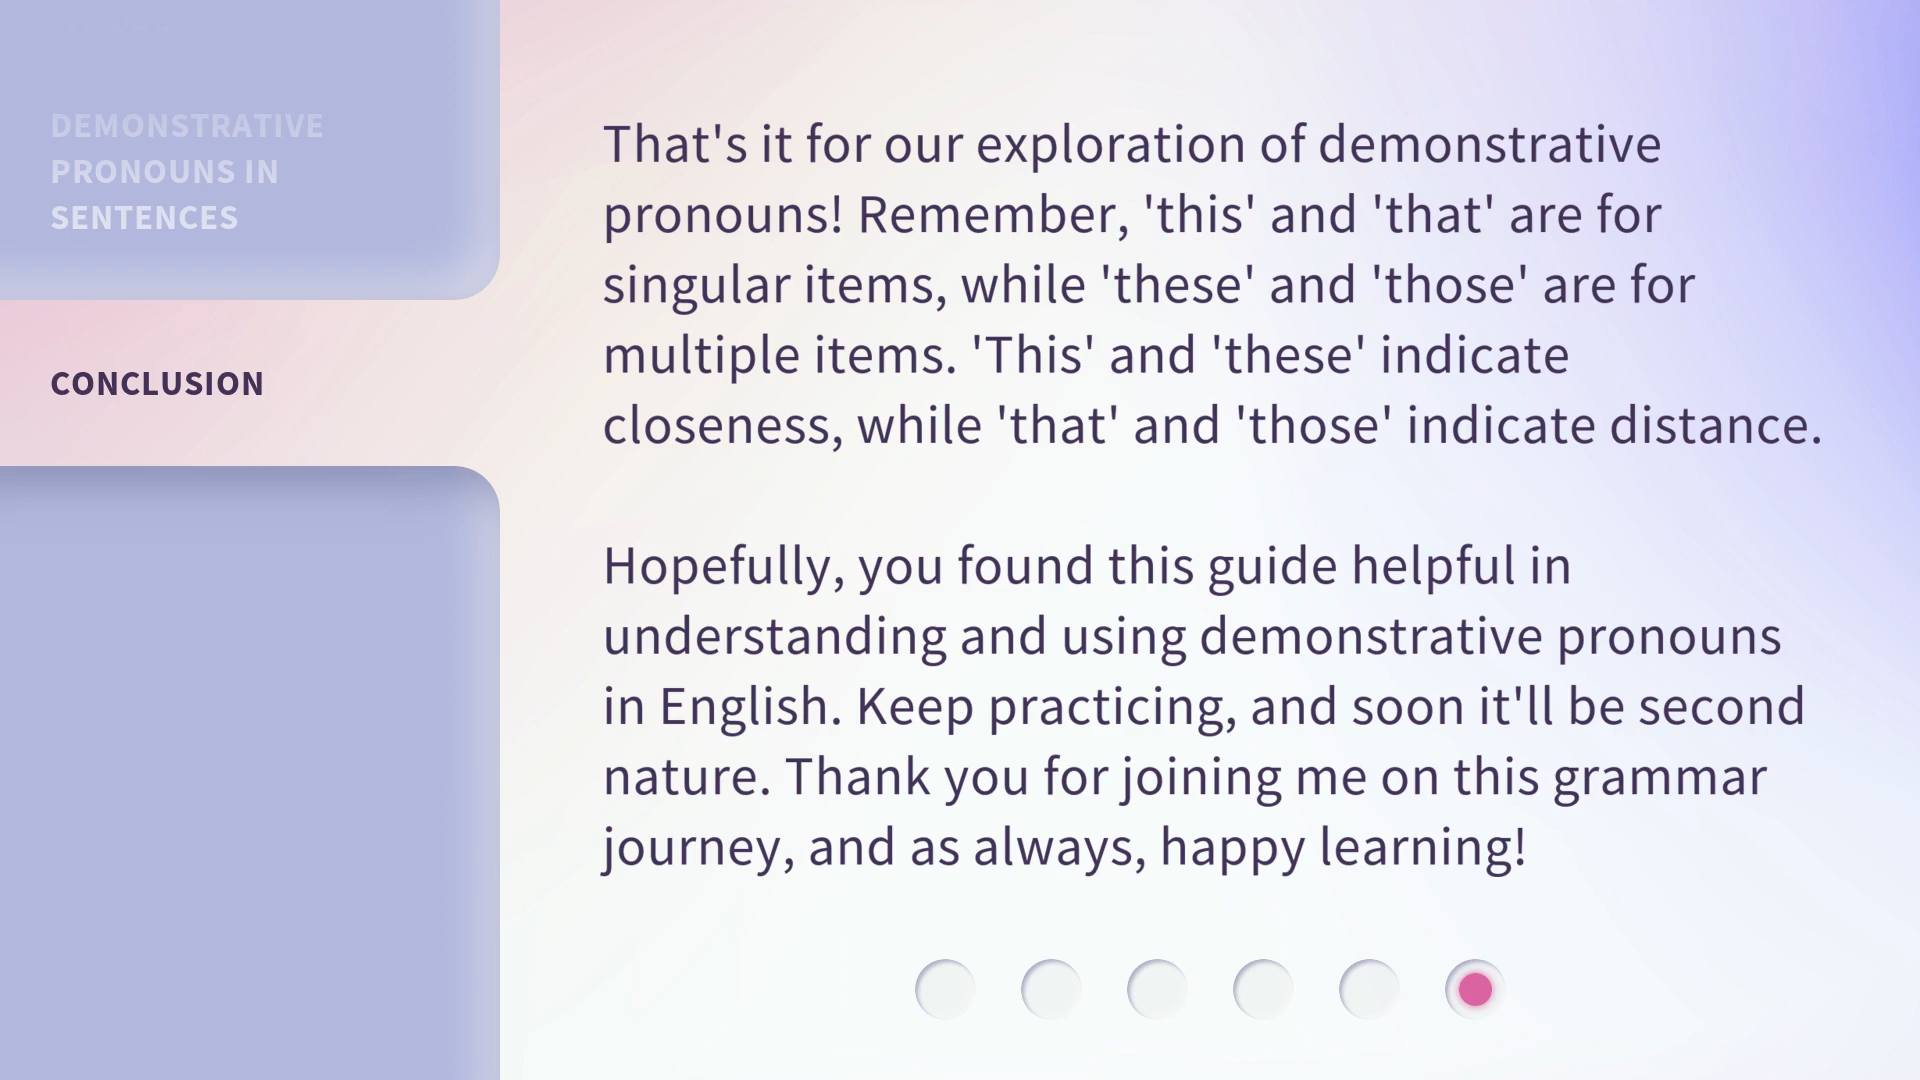 DEMONSTRATIVE
PRONOUNS IN
SENTENCES
CONCLUSION
That's it for our exploration of demonstrative
pronouns! Remember, 'this' and 'that' are for
singular items, while 'these' and 'those' are for
multiple items. 'This' and 'these' indicate
closeness, while 'that' and 'those' indicate distance.
Hopefully, you found this guide helpful in
understanding and using demonstrative pronouns
in English. Keep practicing, and soon it'll be second
nature. Thank you for joining me on this grammar
journey, and as always, happy learning!